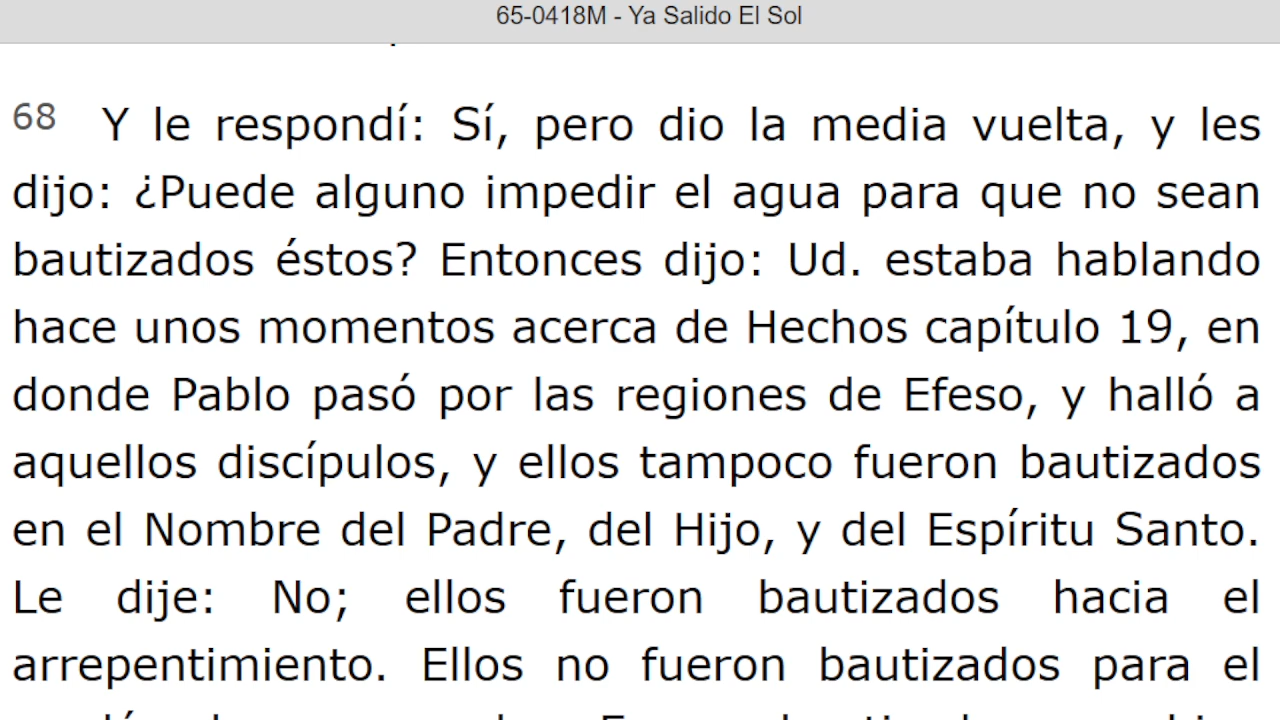 65-0418M - Ya Salido El Sol
68 Y le respondí: Sí, pero dio la media vuelta, y les
dijo: ¿Puede alguno impedir el agua para que no sean
bautizados éstos? Entonces dijo: Ud. estaba hablando
hace unos momentos acerca de Hechos capítulo 19, en
donde Pablo pasó por las regiones de Efeso, y halló a
aquellos discípulos, y ellos tampoco fueron bautizados
en el Nombre del Padre, del Hijo, y del Espíritu Santo.
Le dije: No; ellos fueron bautizados hacia el
arrepentimiento. Ellos no fueron bautizados para el